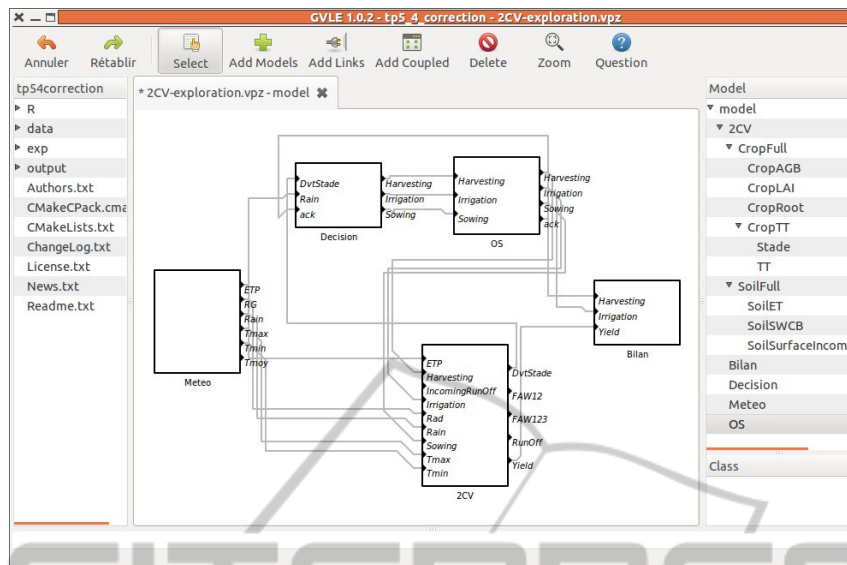 GVLE 1.0.2 - tp5_4_correction - 2CV-exploration.vpz
Annuler Rétablir Select Add Models Add Links Add Coupled Delete Zoom Question
tp54correction
R
data
exp
output
Authors.txt
CMakeCPack.cma
CMakeLists.txt
ChangeLog.txt
License.txt
News.txt
Readme.txt
* 2CV-exploration.vpz - model
DvtStade
Rain
ack
Harvesting
Irrigation
Sowing
Decision
Harvesting
Irrigation
Sowing
Harvesting
Irrigation
Sowing
ack
OS
ETP
RG
Rain
Tmax
Tmin
Tmoy
Meteo
Harvesting
Irrigation
Yield
Bilan
ETP
Harvesting
IncomingRunOff
Irrigation
Rad
Rain
Sowing
Tmax
Tmin
DvtStade
FAW12
FAW123
RunOff
Yield
2CV
Model
model
2CV
CropFull
CropAGB
CropLAI
CropRoot
CropTT
Stade
TT
SoilFull
SoilET
SoilSWCB
SoilSurfaceIncom
Bilan
Decision
Meteo
OS
Class